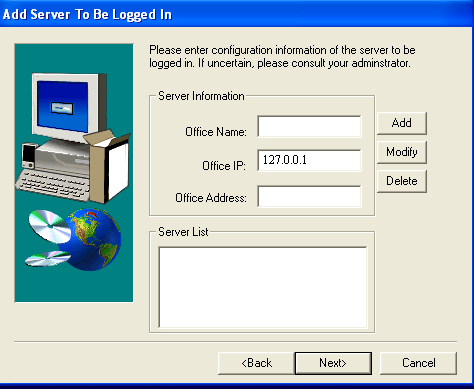 Add Server To Be Logged In
Please enter configuration information of the server to be
logged in. If uncertain, please consult your adminstrator.
Server Information
Office Name:
Add
Office IP:
127.0.0.1
Modify
Office Address:
Delete
Server List
<Back
Next>
Cancel